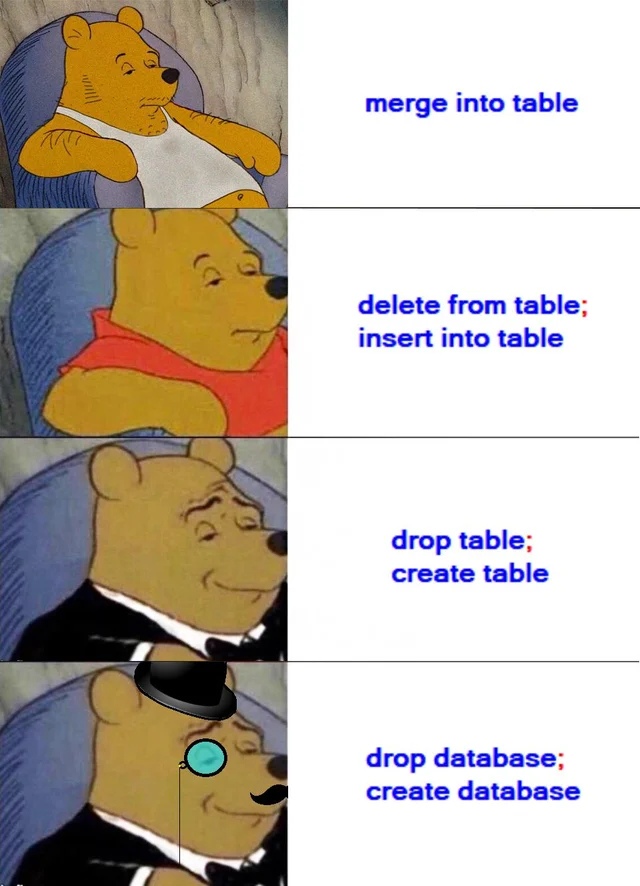 merge into table
delete from table;
insert into table
drop table;
create table
drop database;
create database